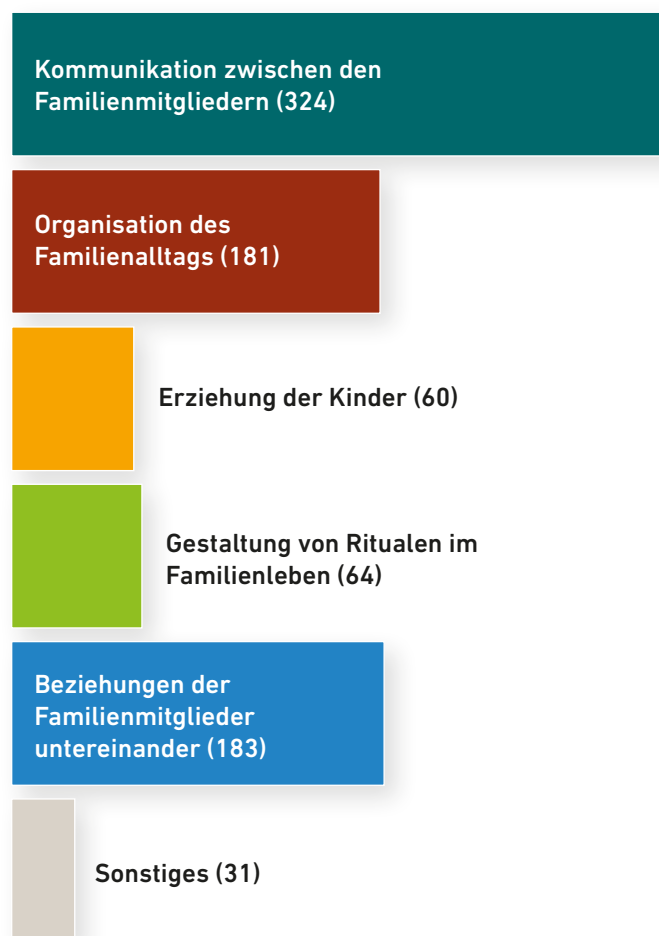 Kommunikation zwischen den
Familienmitgliedern (324)
Organisation des
Familienalltags (181)
Erziehung der Kinder (60)
Gestaltung von Ritualen im
Familienleben (64)
Beziehungen der
Familienmitglieder
untereinander (183)
Sonstiges (31)